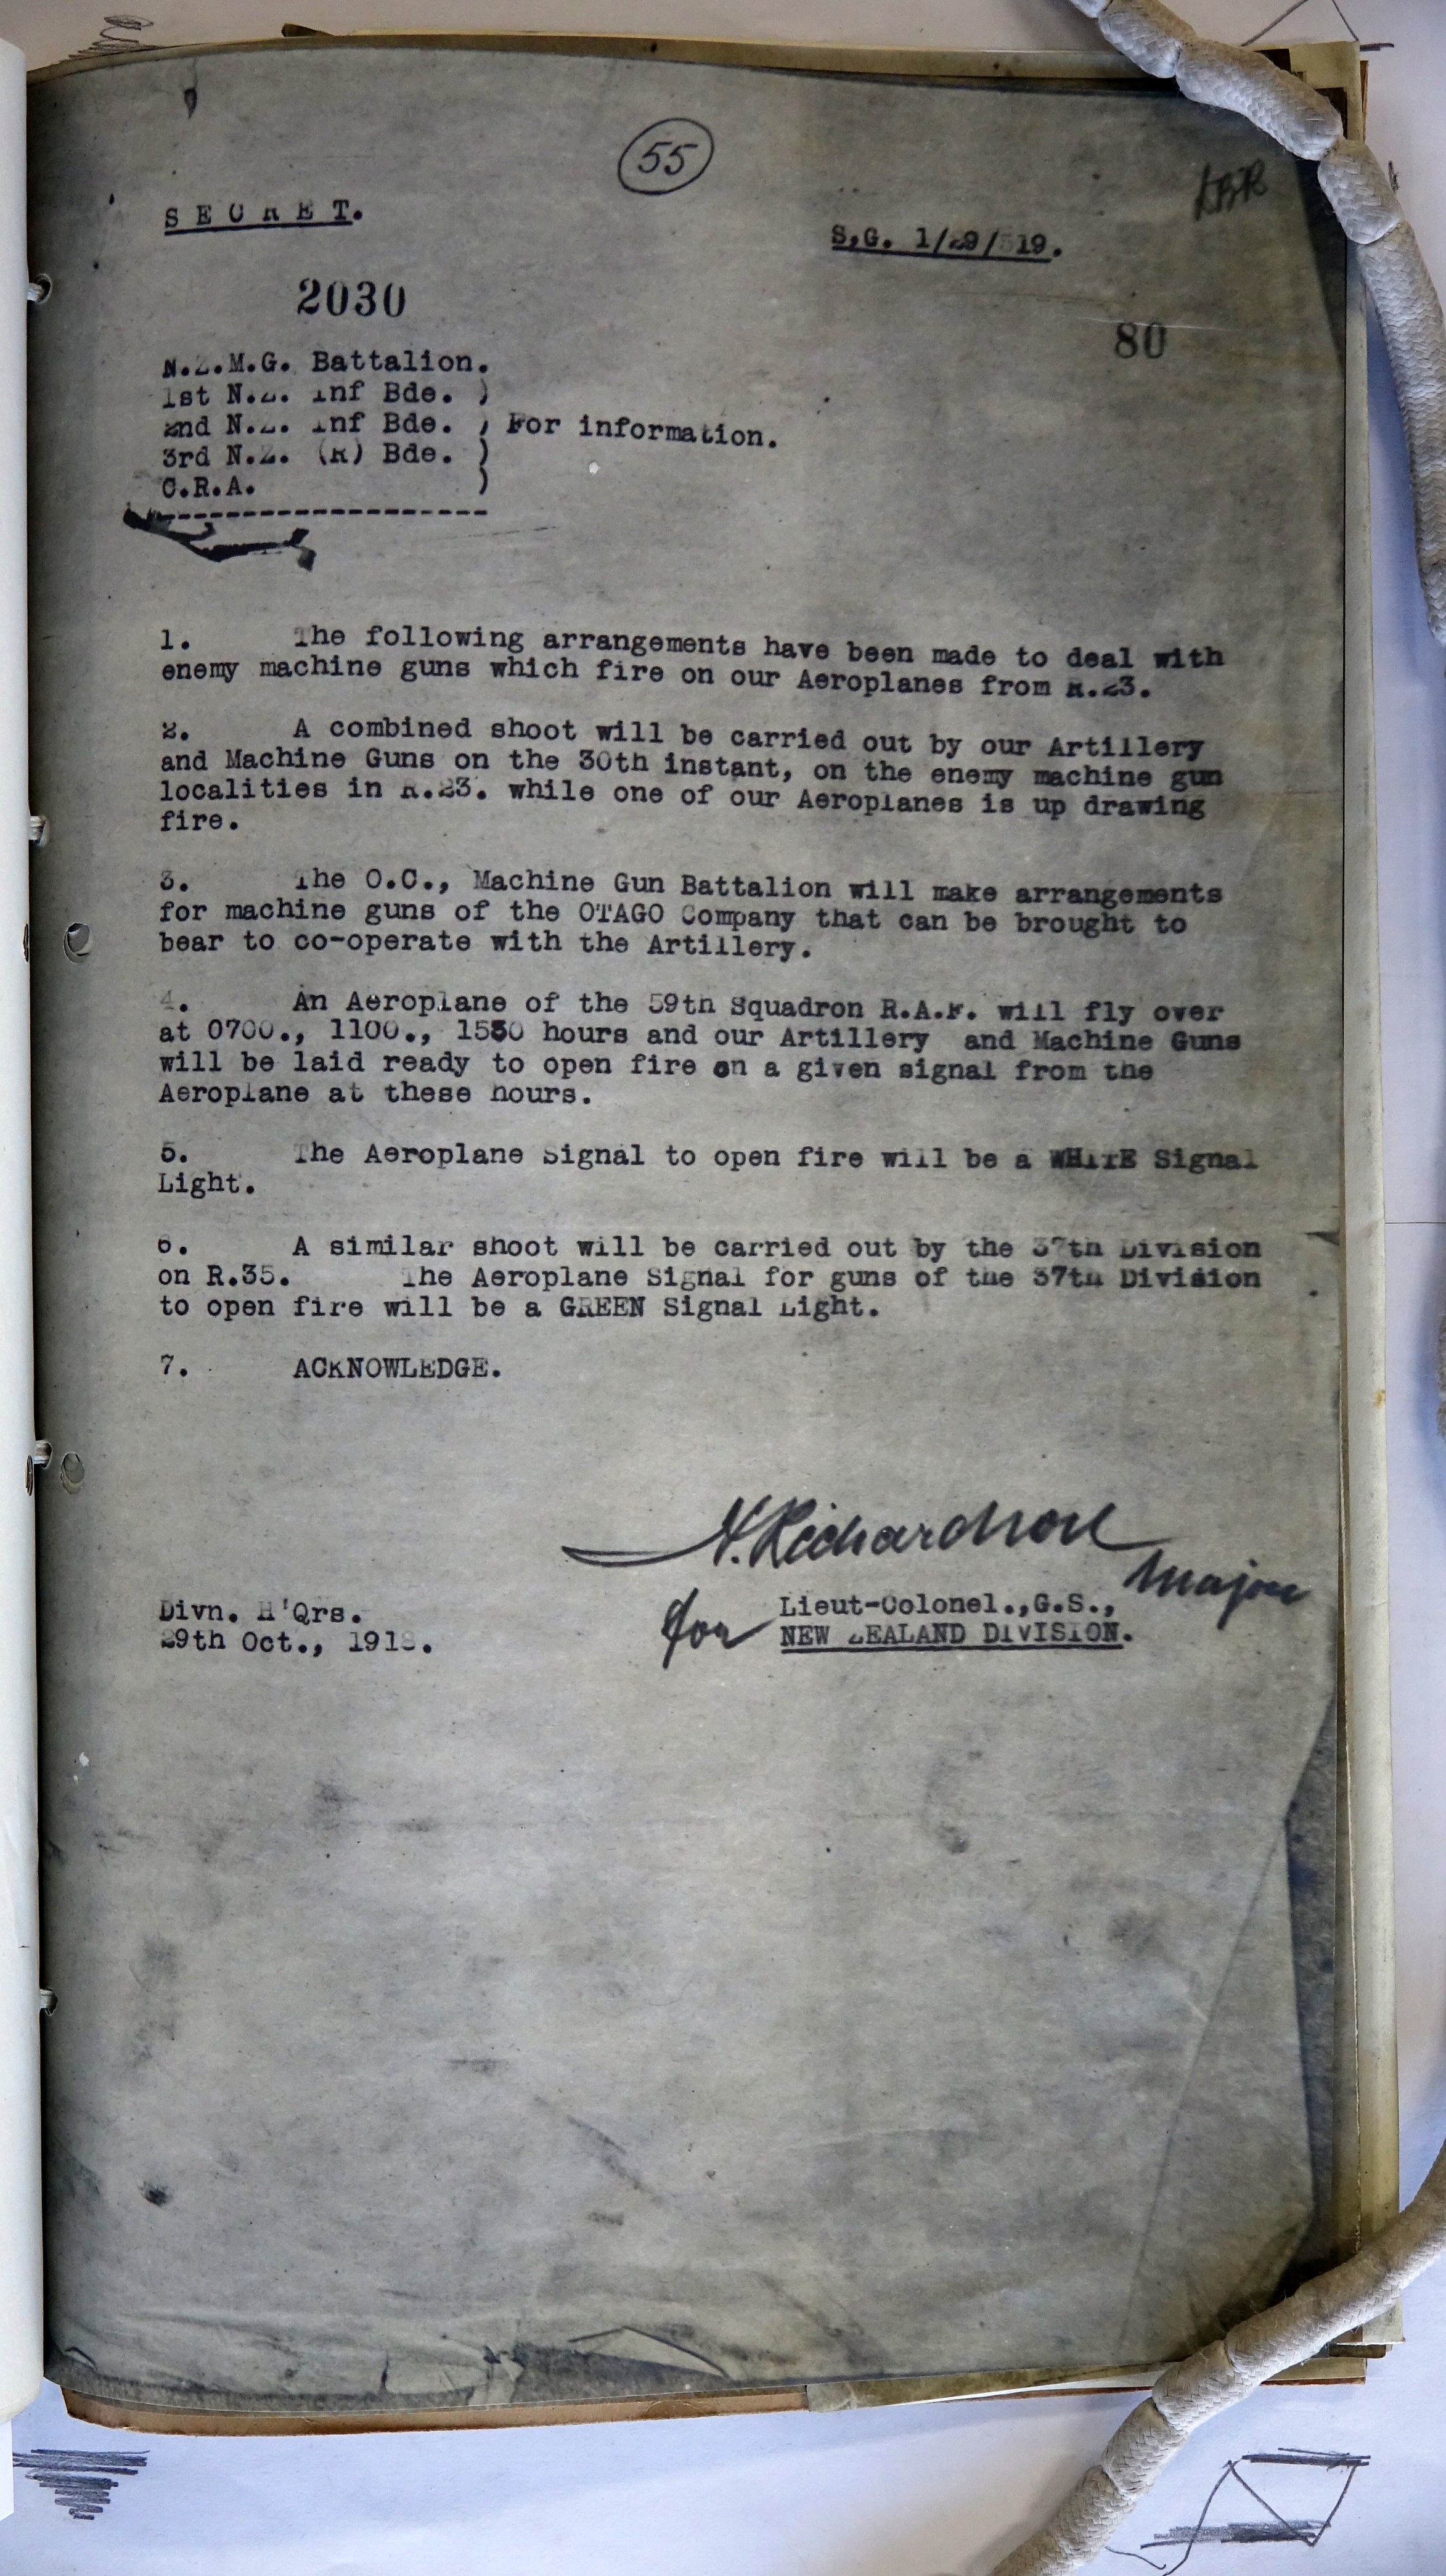 55
S E C R E T.
S.G. 1/29/519.
2030
80
N.Z.M.G. Battalion.
1st N.Z. Inf Bde. )
2nd N.Z. Inf Bde. ) For information.
3rd N.Z. (R) Bde. )
C.R.A. )
--------------------
1. The following arrangements have been made to deal with
enemy machine guns which fire on our Aeroplanes from R.23.
2. A combined shoot will be carried out by our Artillery
and Machine Guns on the 30th instant, on the enemy machine gun
localities in R.23. while one of our Aeroplanes is up drawing
fire.
3. The O.C., Machine Gun Battalion will make arrangements
for machine guns of the OTAGO Company that can be brought to
bear to co-operate with the Artillery.
4. An Aeroplane of the 59th Squadron R.A.F. will fly over
at 0700., 1100., 1530 hours and our Artillery and Machine Guns
will be laid ready to open fire on a given signal from the
Aeroplane at these hours.
5. The Aeroplane Signal to open fire will be a WHITE Signal
Light.
6. A similar shoot will be carried out by the 37th Division
on R.35. The Aeroplane Signal for guns of the 37th Division
to open fire will be a GREEN Signal Light.
7. ACKNOWLEDGE.
N. Richardson
Major
for Lieut-Colonel.,G.S.,
NEW ZEALAND DIVISION.
Divn. H'Qrs.
29th Oct., 1918.